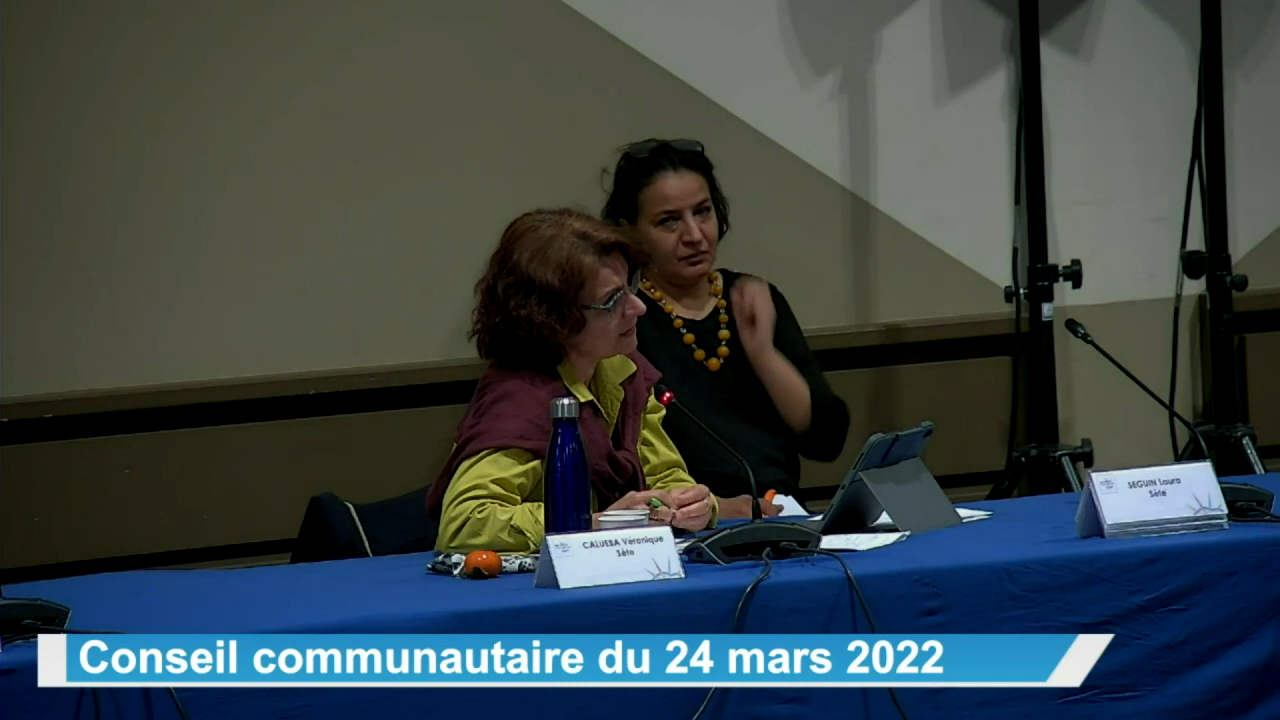 SEGUIN Laura
Sète
CALUEBA Véronique
Sète
Conseil communautaire du 24 mars 2022